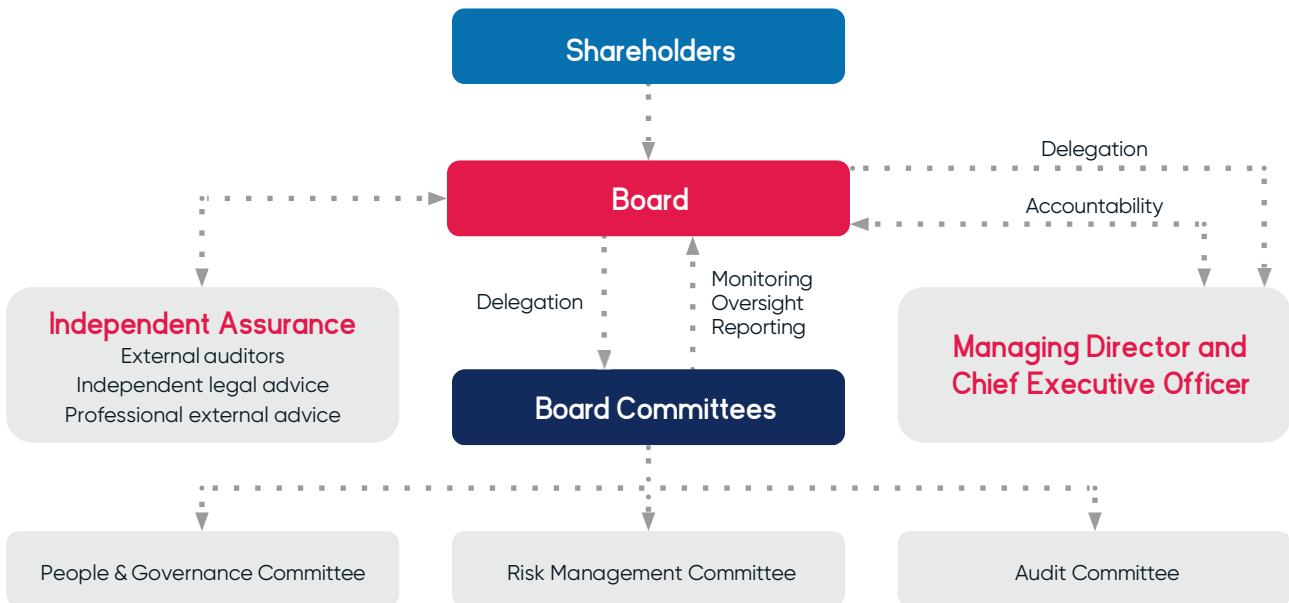 Shareholders
Delegation
Board
Accountability
Delegation
Monitoring
Oversight
Reporting
Independent Assurance
External auditors
Independent legal advice
Professional external advice
Managing Director and
Chief Executive Officer
Board Committees
People & Governance Committee
Risk Management Committee
Audit Committee